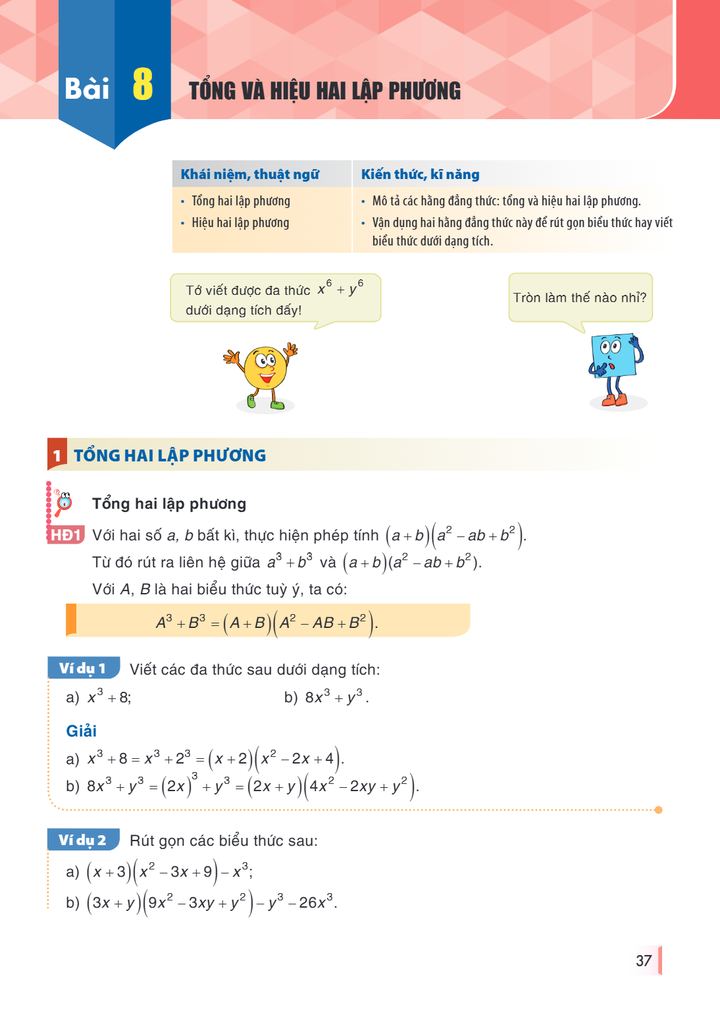 Bài 8 TỔNG VÀ HIỆU HAI LẬP PHƯƠNG
Khái niệm, thuật ngữ
• Tổng hai lập phương
• Hiệu hai lập phương
Kiến thức, kĩ năng
• Mô tả các hằng đẳng thức: tổng và hiệu hai lập phương.
• Vận dụng hai hằng đẳng thức này để rút gọn biểu thức hay viết
biểu thức dưới dạng tích.
Tớ viết được đa thức x⁶ + y⁶
dưới dạng tích đấy!
Tròn làm thế nào nhỉ?
1 TỔNG HAI LẬP PHƯƠNG
Tổng hai lập phương
HĐ1 Với hai số a, b bất kì, thực hiện phép tính (a + b)(a² − ab + b²).
Từ đó rút ra liên hệ giữa a³ + b³ và (a + b)(a² − ab + b²).
Với A, B là hai biểu thức tuỳ ý, ta có:
A³ + B³ = (A + B)(A² − AB + B²).
Ví dụ 1 Viết các đa thức sau dưới dạng tích:
a) x³ + 8; b) 8x³ + y³.
Giải
a) x³ + 8 = x³ + 2³ = (x + 2)(x² − 2x + 4).
b) 8x³ + y³ = (2x)³ + y³ = (2x + y)(4x² − 2xy + y²).
Ví dụ 2 Rút gọn các biểu thức sau:
a) (x + 3)(x² − 3x + 9) − x³;
b) (3x + y)(9x² − 3xy + y²) − y³ − 26x³.
37